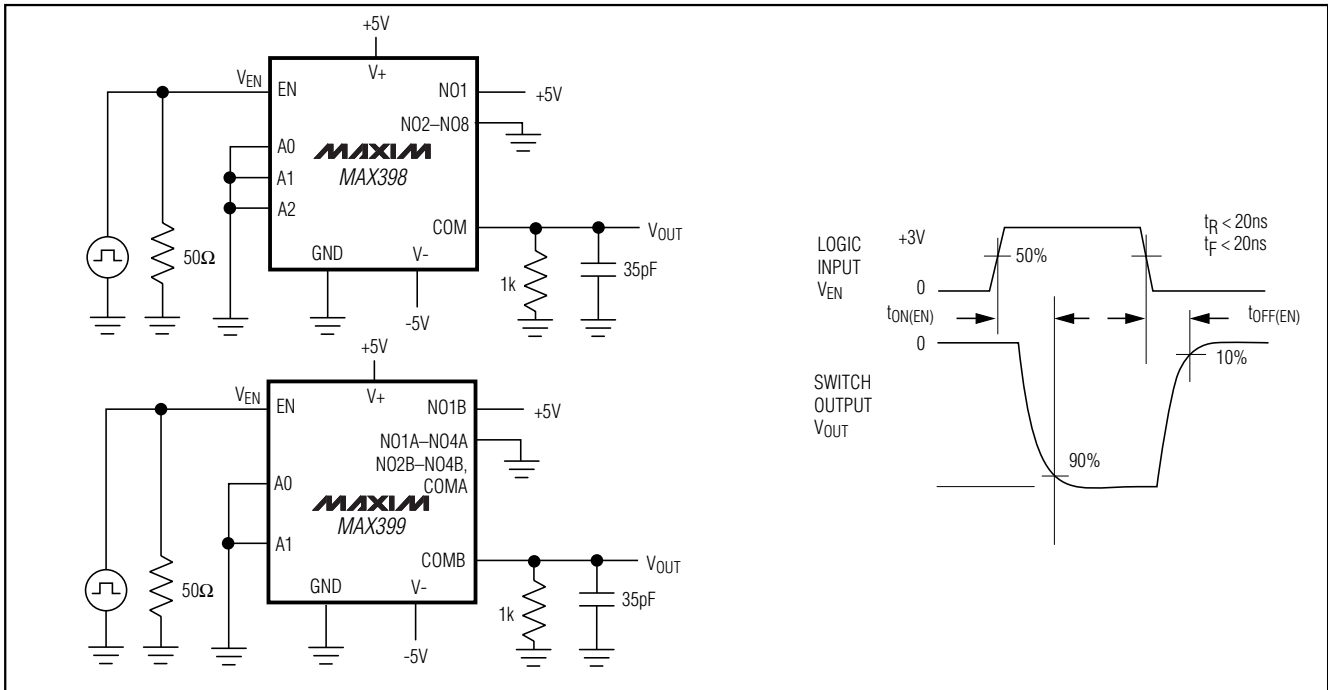 +5V
V+
VEN
EN
NO1
+5V
NO2–NO8
A0
A1
A2
MAXIM
MAX398
COM
VOUT
GND
V-
50Ω
1k
35pF
-5V
+5V
V+
VEN
EN
NO1B
+5V
NO1A–NO4A
NO2B–NO4B,
COMA
A0
A1
MAXIM
MAX399
COMB
VOUT
GND
V-
50Ω
1k
35pF
-5V
LOGIC
INPUT
VEN
+3V
0
50%
tR < 20ns
tF < 20ns
tON(EN)
tOFF(EN)
0
10%
SWITCH
OUTPUT
VOUT
90%